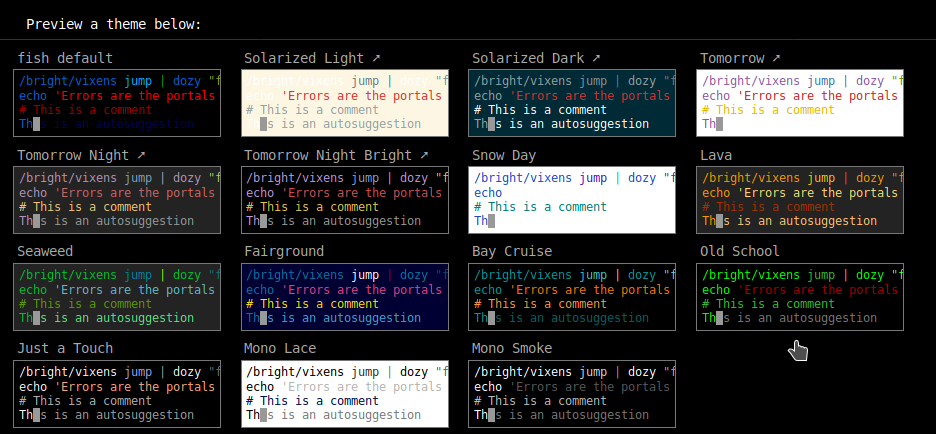 Preview a theme below:
fish default
/bright/vixens jump | dozy "f
echo 'Errors are the portals
# This is a comment
This is an autosuggestion
Solarized Light ↗
/bright/vixens jump | dozy "f
echo 'Errors are the portals
# This is a comment
This is an autosuggestion
Solarized Dark ↗
/bright/vixens jump | dozy "f
echo 'Errors are the portals
# This is a comment
This is an autosuggestion
Tomorrow ↗
/bright/vixens jump | dozy "f
echo 'Errors are the portals
# This is a comment
Th
Tomorrow Night ↗
/bright/vixens jump | dozy "f
echo 'Errors are the portals
# This is a comment
This is an autosuggestion
Tomorrow Night Bright ↗
/bright/vixens jump | dozy "f
echo 'Errors are the portals
# This is a comment
This is an autosuggestion
Snow Day
/bright/vixens jump | dozy "f
echo
# This is a comment
Th
Lava
/bright/vixens jump | dozy "f
echo 'Errors are the portals
# This is a comment
This is an autosuggestion
Seaweed
/bright/vixens jump | dozy "f
echo 'Errors are the portals
# This is a comment
This is an autosuggestion
Fairground
/bright/vixens jump | dozy "f
echo 'Errors are the portals
# This is a comment
This is an autosuggestion
Bay Cruise
/bright/vixens jump | dozy "f
echo 'Errors are the portals
# This is a comment
This is an autosuggestion
Old School
/bright/vixens jump | dozy "f
echo 'Errors are the portals
# This is a comment
This is an autosuggestion
Just a Touch
/bright/vixens jump | dozy "f
echo 'Errors are the portals
# This is a comment
This is an autosuggestion
Mono Lace
/bright/vixens jump | dozy "f
echo 'Errors are the portals
# This is a comment
This is an autosuggestion
Mono Smoke
/bright/vixens jump | dozy "f
echo 'Errors are the portals
# This is a comment
This is an autosuggestion